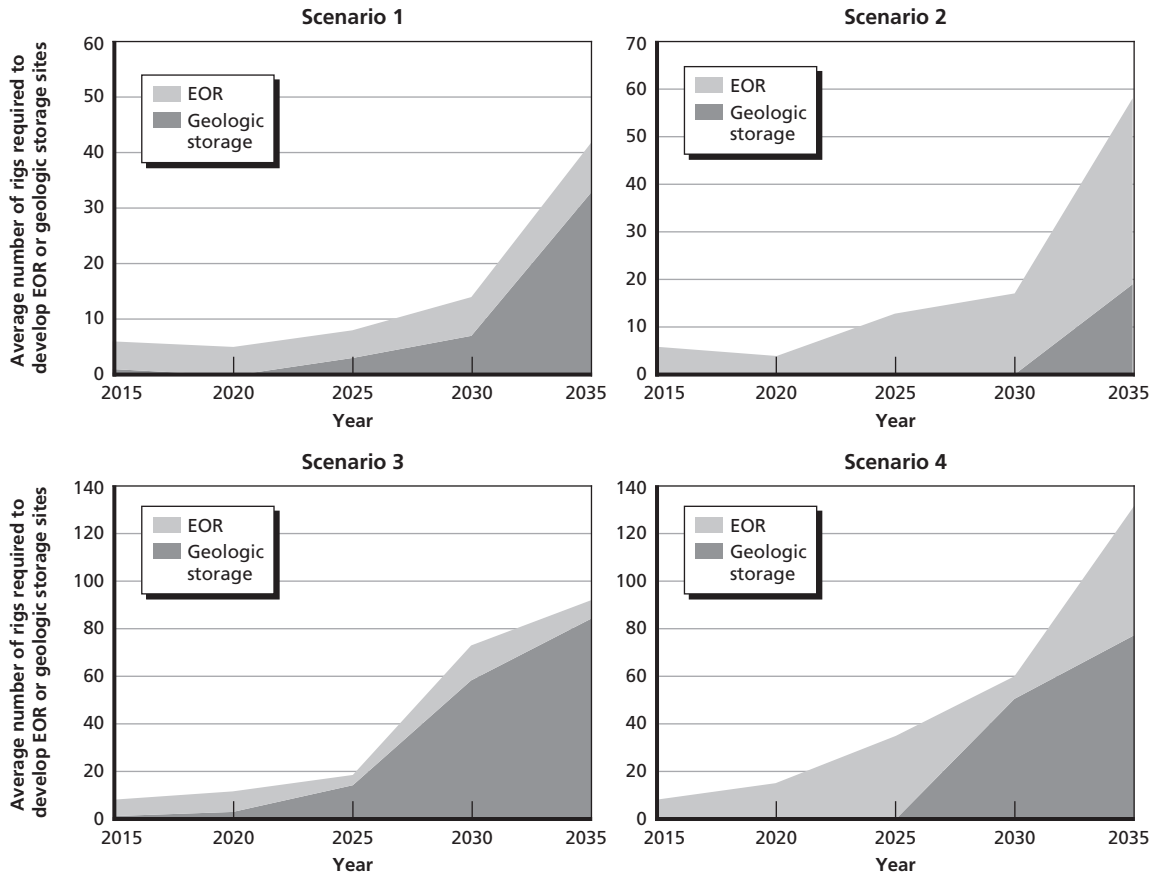 Scenario 1
Average number of rigs required to
develop EOR or geologic storage sites
60
50
40
30
20
10
0
EOR
Geologic
storage
2015 2020 2025 2030 2035
Year
Scenario 2
70
60
50
40
30
20
10
0
EOR
Geologic
storage
2015 2020 2025 2030 2035
Year
Scenario 3
Average number of rigs required to
develop EOR or geologic storage sites
140
120
100
80
60
40
20
0
EOR
Geologic
storage
2015 2020 2025 2030 2035
Year
Scenario 4
140
120
100
80
60
40
20
0
EOR
Geologic
storage
2015 2020 2025 2030 2035
Year